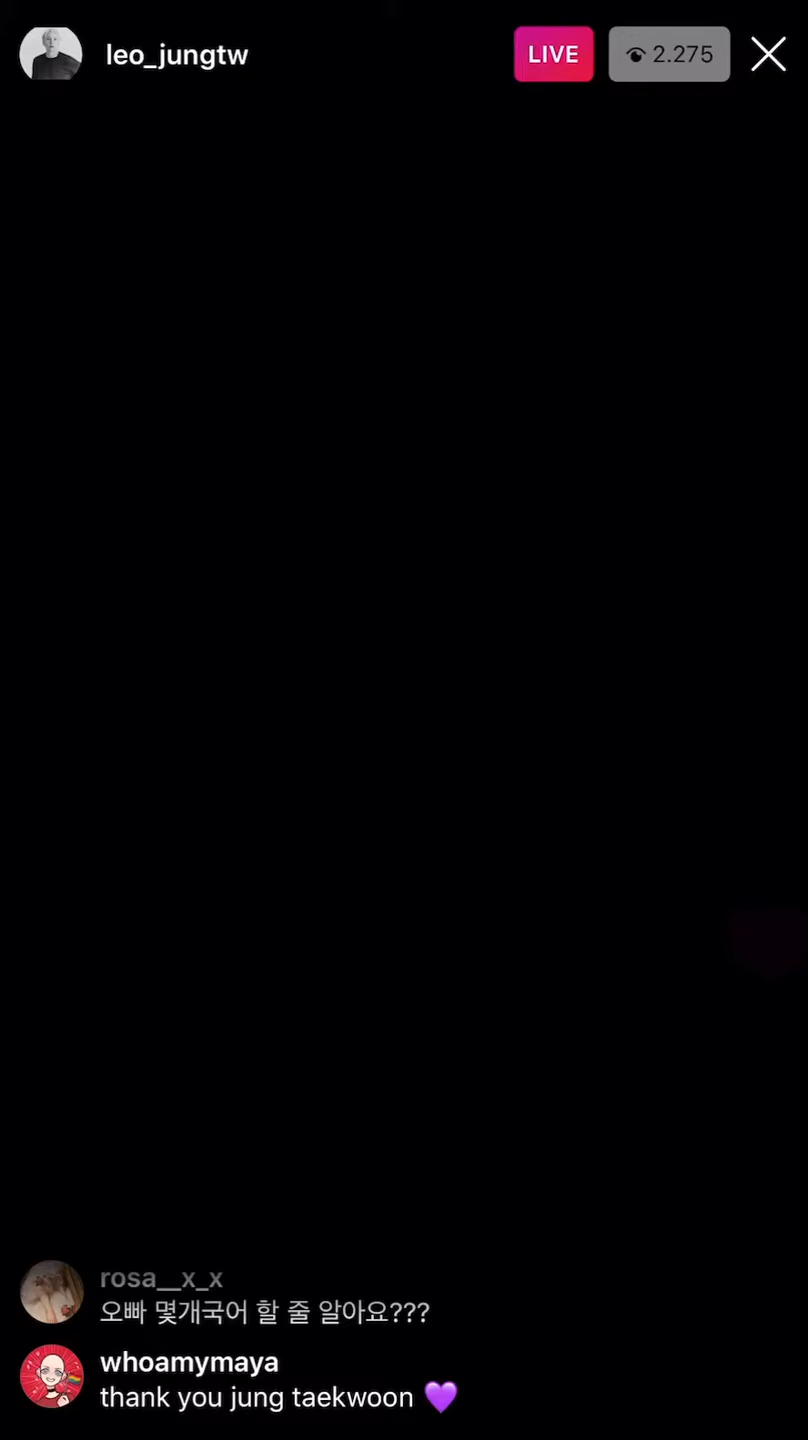 leo_jungtw
LIVE
2.275
rosa__x_x
오빠 몇개국어 할 줄 알아요???
whoamymaya
thank you jung taekwoon 💜